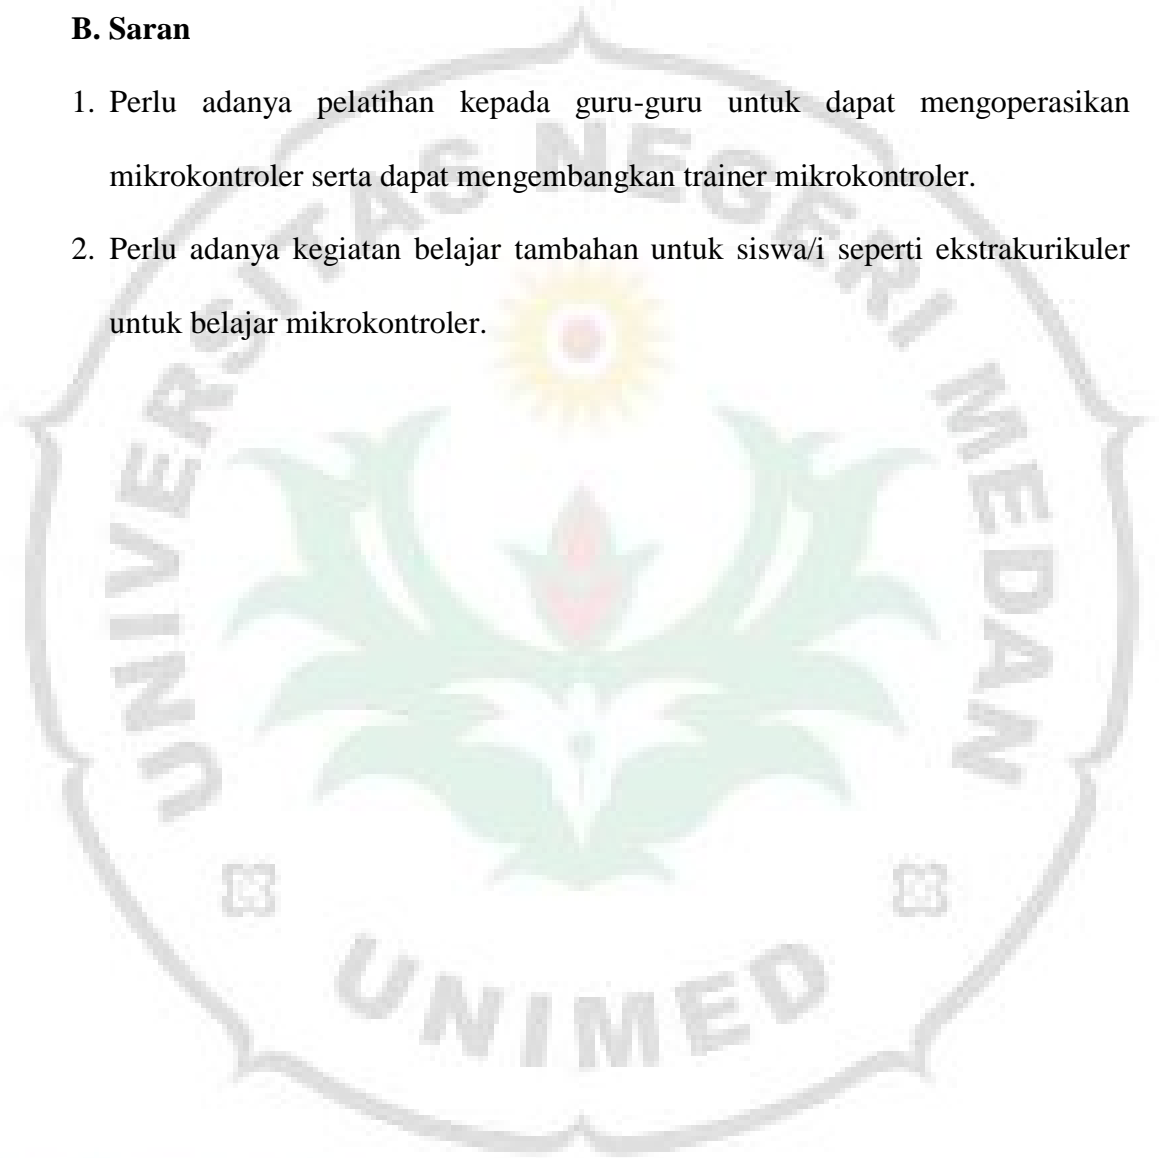 B. Saran
1. Perlu adanya pelatihan kepada guru-guru untuk dapat mengoperasikan
mikrokontroler serta dapat mengembangkan trainer mikrokontroler.
2. Perlu adanya kegiatan belajar tambahan untuk siswa/i seperti ekstrakurikuler
untuk belajar mikrokontroler.
UNIVERSITAS NEGERI MEDAN
UNIMED